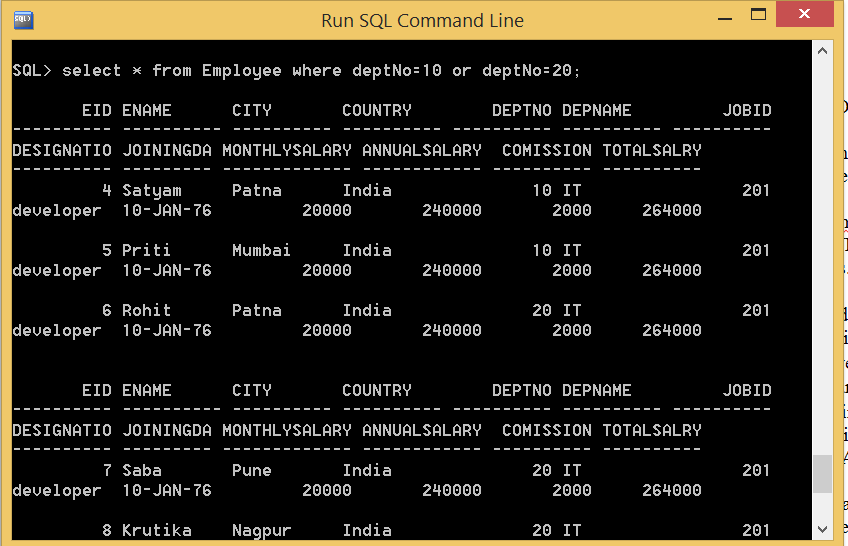 Run SQL Command Line
SQL> select * from Employee where deptNo=10 or deptNo=20;
       EID ENAME      CITY       COUNTRY        DEPTNO DEPNAME         JOBID
---------- ---------- ---------- ---------- ---------- ---------- ----------
DESIGNATIO JOININGDA MONTHLYSALARY ANNUALSALARY  COMISSION TOTALSALRY
---------- --------- ------------- ------------ ---------- ----------
         4 Satyam     Patna      India              10 IT                201
developer  10-JAN-76         20000       240000       2000     264000
         5 Priti      Mumbai     India              10 IT                201
developer  10-JAN-76         20000       240000       2000     264000
         6 Rohit      Patna      India              20 IT                201
developer  10-JAN-76         20000       240000       2000     264000
       EID ENAME      CITY       COUNTRY        DEPTNO DEPNAME         JOBID
---------- ---------- ---------- ---------- ---------- ---------- ----------
DESIGNATIO JOININGDA MONTHLYSALARY ANNUALSALARY  COMISSION TOTALSALRY
---------- --------- ------------- ------------ ---------- ----------
         7 Saba       Pune       India              20 IT                201
developer  10-JAN-76         20000       240000       2000     264000
         8 Krutika    Nagpur     India              20 IT                201